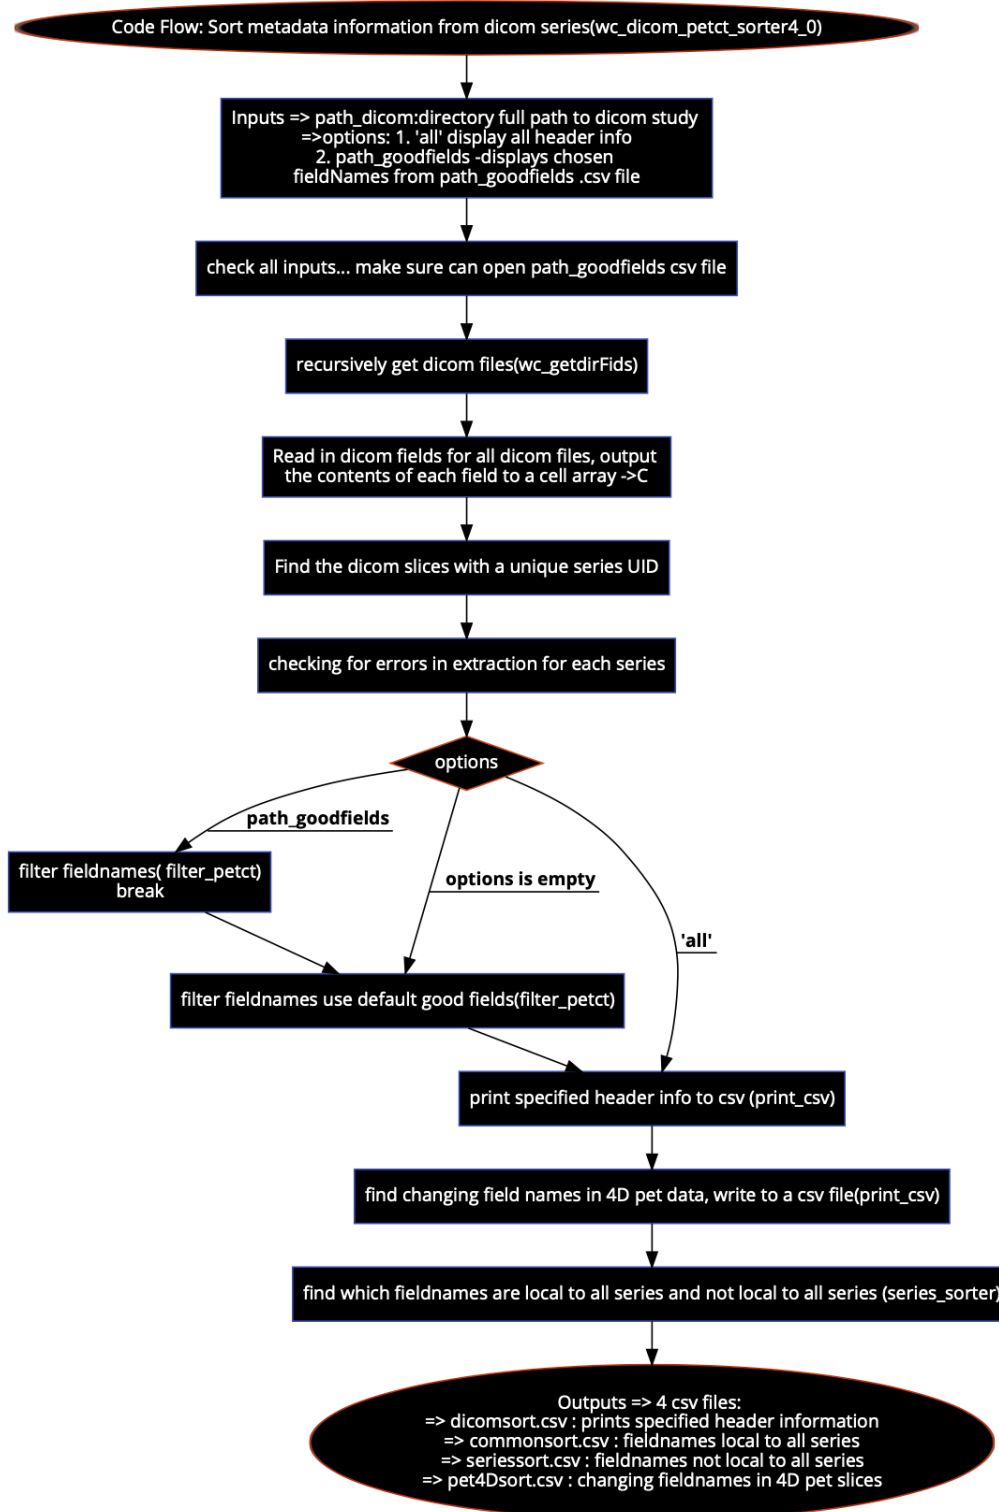 Code Flow: Sort metadata information from dicom series(wc_dicom_petct_sorter4_0)
Inputs => path_dicom:directory full path to dicom study
=>options: 1. 'all' display all header info
2. path_goodfields -displays chosen
fieldNames from path_goodfields .csv file
check all inputs... make sure can open path_goodfields csv file
recursively get dicom files(wc_getdirFids)
Read in dicom fields for all dicom files, output
the contents of each field to a cell array ->C
Find the dicom slices with a unique series UID
checking for errors in extraction for each series
options
path_goodfields
filter fieldnames( filter_petct)
break
options is empty
'all'
filter fieldnames use default good fields(filter_petct)
print specified header info to csv (print_csv)
find changing field names in 4D pet data, write to a csv file(print_csv)
find which fieldnames are local to all series and not local to all series (series_sorter)
Outputs => 4 csv files:
=> dicomsort.csv : prints specified header information
=> commonsort.csv : fieldnames local to all series
=> seriessort.csv : fieldnames not local to all series
=> pet4Dsort.csv : changing fieldnames in 4D pet slices